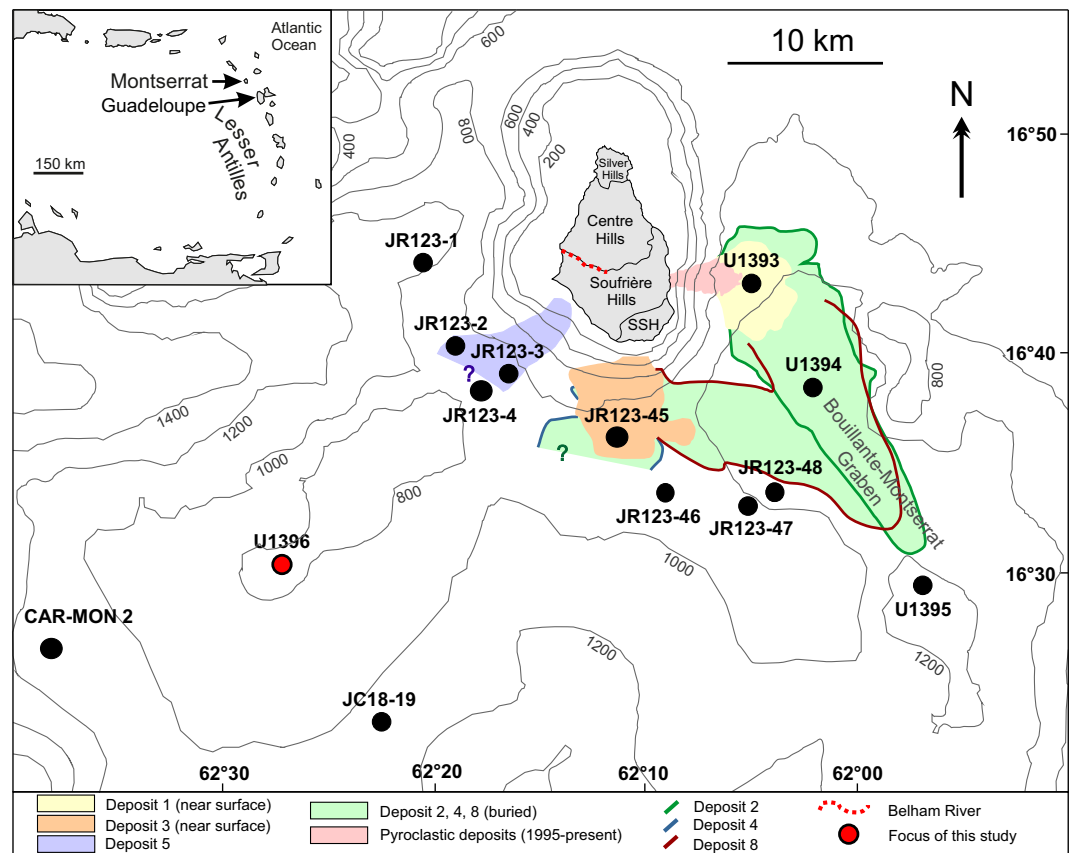 Atlantic
Ocean
Montserrat
Guadeloupe
Lesser
Antilles
150 km
10 km
N
600
800
600
400
200
400
16°50
Silver
Hills
Centre
Hills
Soufrière
Hills
SSH
JR123-1
U1393
JR123-2
JR123-3
?
JR123-4
16°40
U1394
800
JR123-45
?
Bouillante-Montserrat
Graben
1400
1200
1000
800
JR123-48
JR123-46
JR123-47
U1396
1000
16°30
U1395
CAR-MON 2
1200
1200
JC18-19
62°30
62°20
62°10
62°00
Deposit 1 (near surface)
Deposit 3 (near surface)
Deposit 5
Deposit 2, 4, 8 (buried)
Pyroclastic deposits (1995-present)
Deposit 2
Deposit 4
Deposit 8
Belham River
Focus of this study